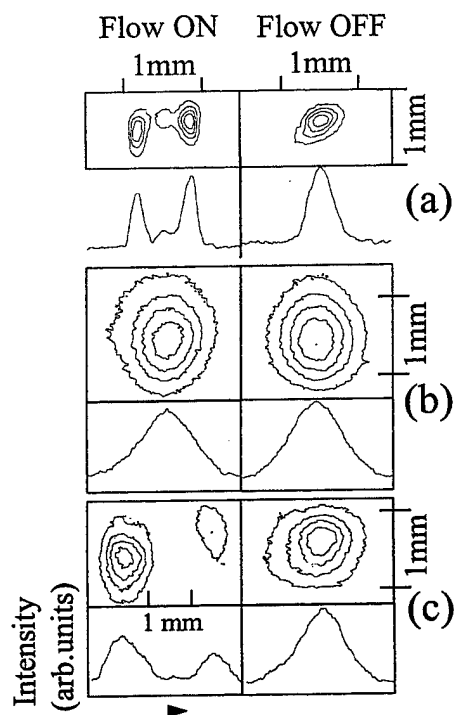 Flow ON Flow OFF
1mm 1mm
1mm
(a)
1mm
(b)
1mm
(c)
1 mm
Intensity
(arb.units)